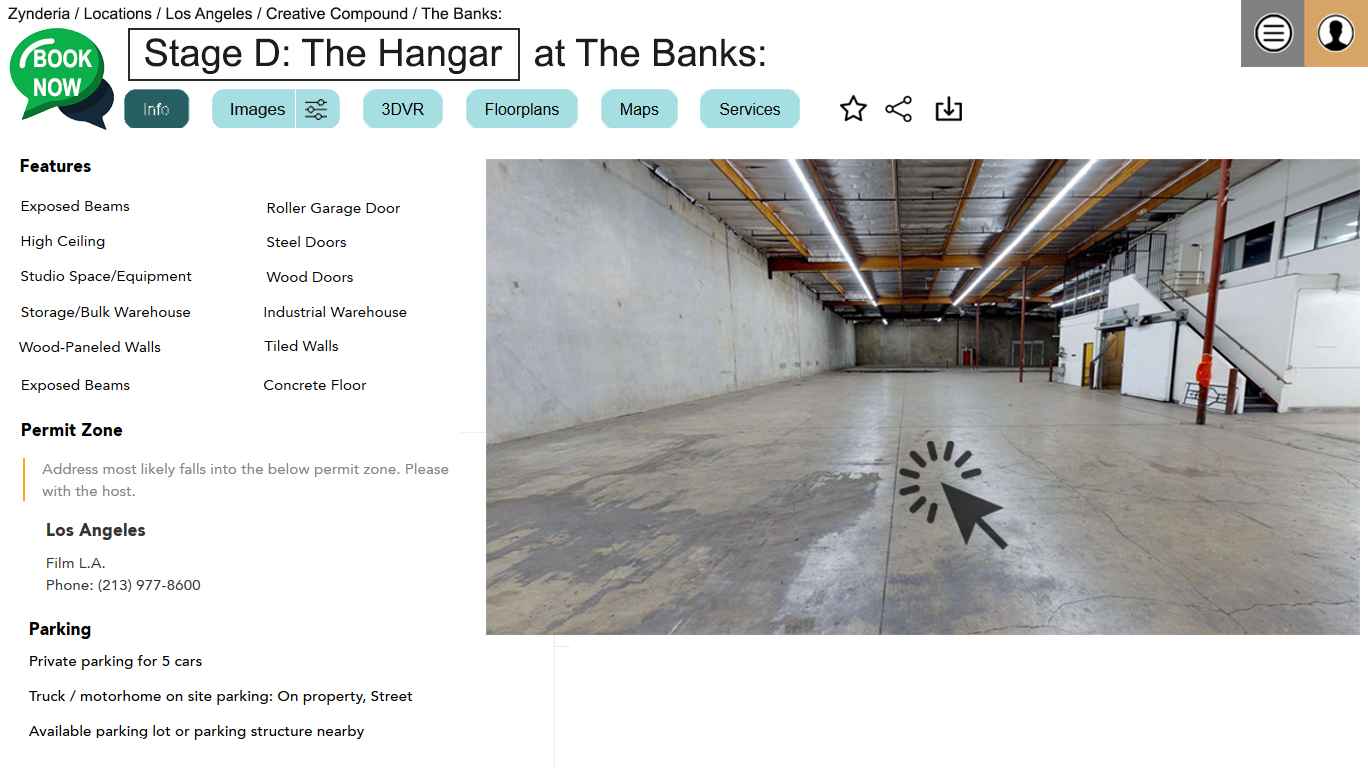 Zynderia / Locations / Los Angeles / Creative Compound / The Banks:
BOOK
NOW
Stage D: The Hangar at The Banks:
Info
Images
3DVR
Floorplans
Maps
Services
Features
Exposed Beams
Roller Garage Door
High Ceiling
Steel Doors
Studio Space/Equipment
Wood Doors
Storage/Bulk Warehouse
Industrial Warehouse
Wood-Paneled Walls
Tiled Walls
Exposed Beams
Concrete Floor
Permit Zone
Address most likely falls into the below permit zone. Please
with the host.
Los Angeles
Film L.A.
Phone: (213) 977-8600
Parking
Private parking for 5 cars
Truck / motorhome on site parking: On property, Street
Available parking lot or parking structure nearby